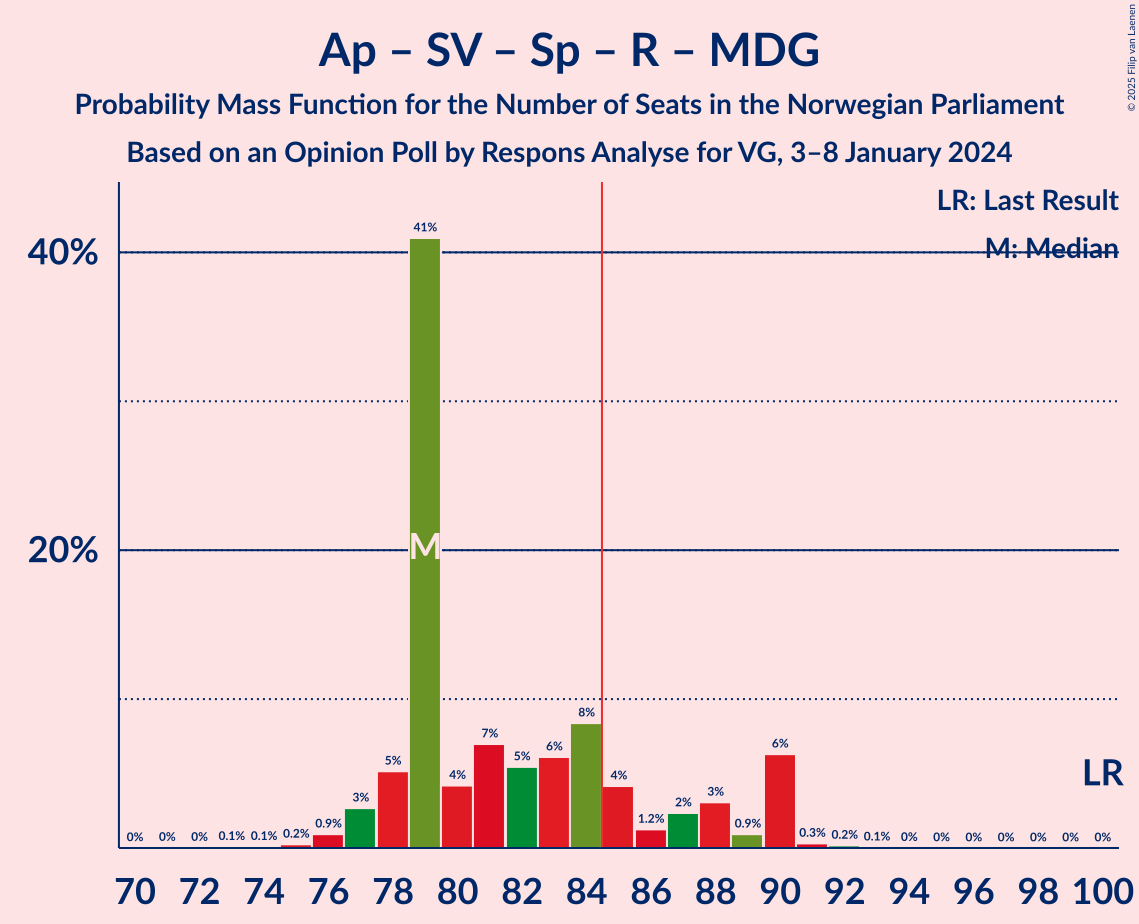 Ap – SV – Sp – R – MDG
Probability Mass Function for the Number of Seats in the Norwegian Parliament
Based on an Opinion Poll by Respons Analyse for VG, 3–8 January 2024
© 2025 Filip van Laenen
LR: Last Result
M: Median
40%
20%
0% 0% 0% 0.1% 0.1% 0.2% 0.9% 3% 5% 41% 4% 7% 5% 6% 8% 4% 1.2% 2% 3% 0.9% 6% 0.3% 0.2% 0.1% 0% 0% 0% 0% 0% 0% 0%
M
LR
70 72 74 76 78 80 82 84 86 88 90 92 94 96 98 100